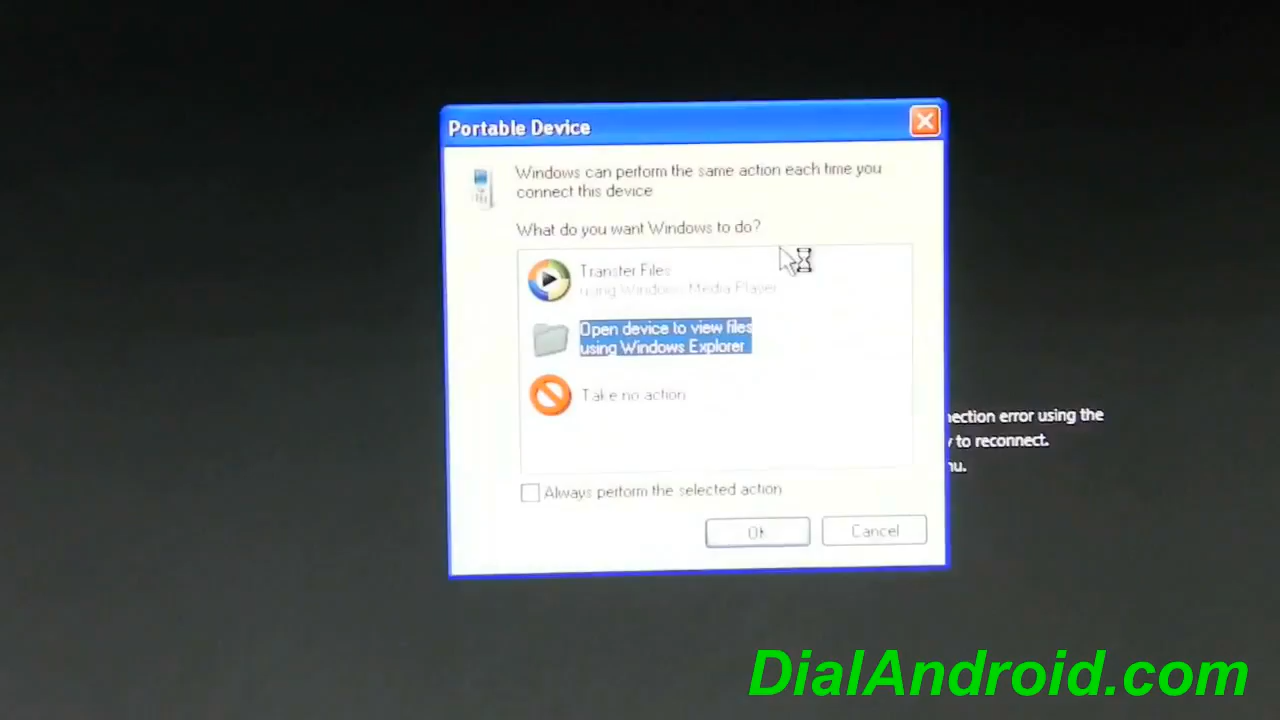 Portable Device
Windows can perform the same action each time you
connect this device
What do you want Windows to do?
Transfer Files
using Windows Media Player
Open device to view files
using Windows Explorer
Take no action
nection error using the
to reconnect.
nu.
Always perform the selected action
OK
Cancel
DialAndroid.com